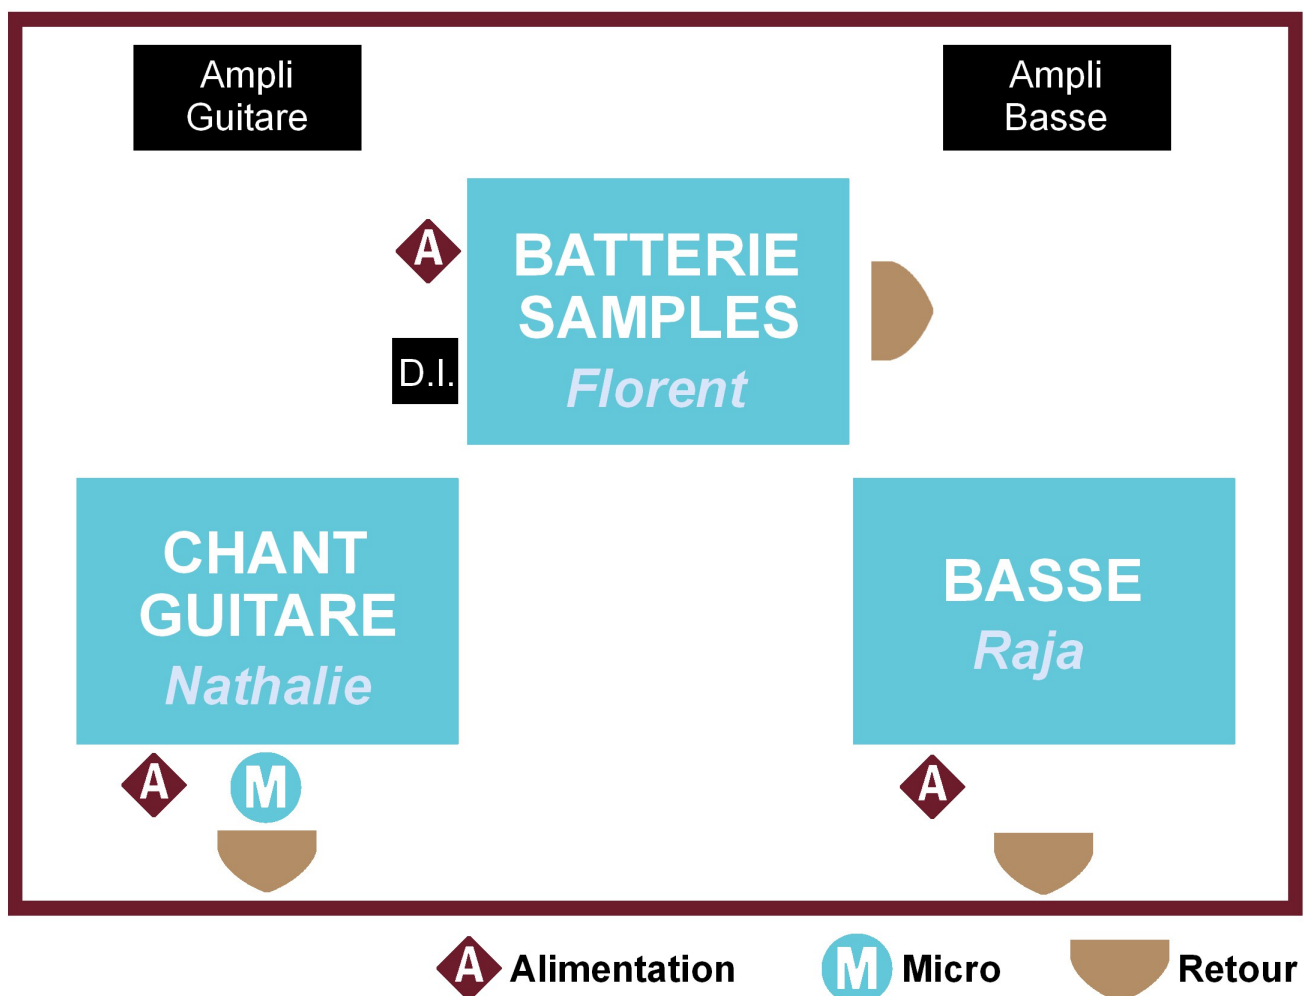 Ampli
Guitare
Ampli
Basse
A
BATTERIE
SAMPLES
Florent
D.I.
CHANT
GUITARE
Nathalie
BASSE
Raja
A
M
A
A Alimentation
M Micro
Retour